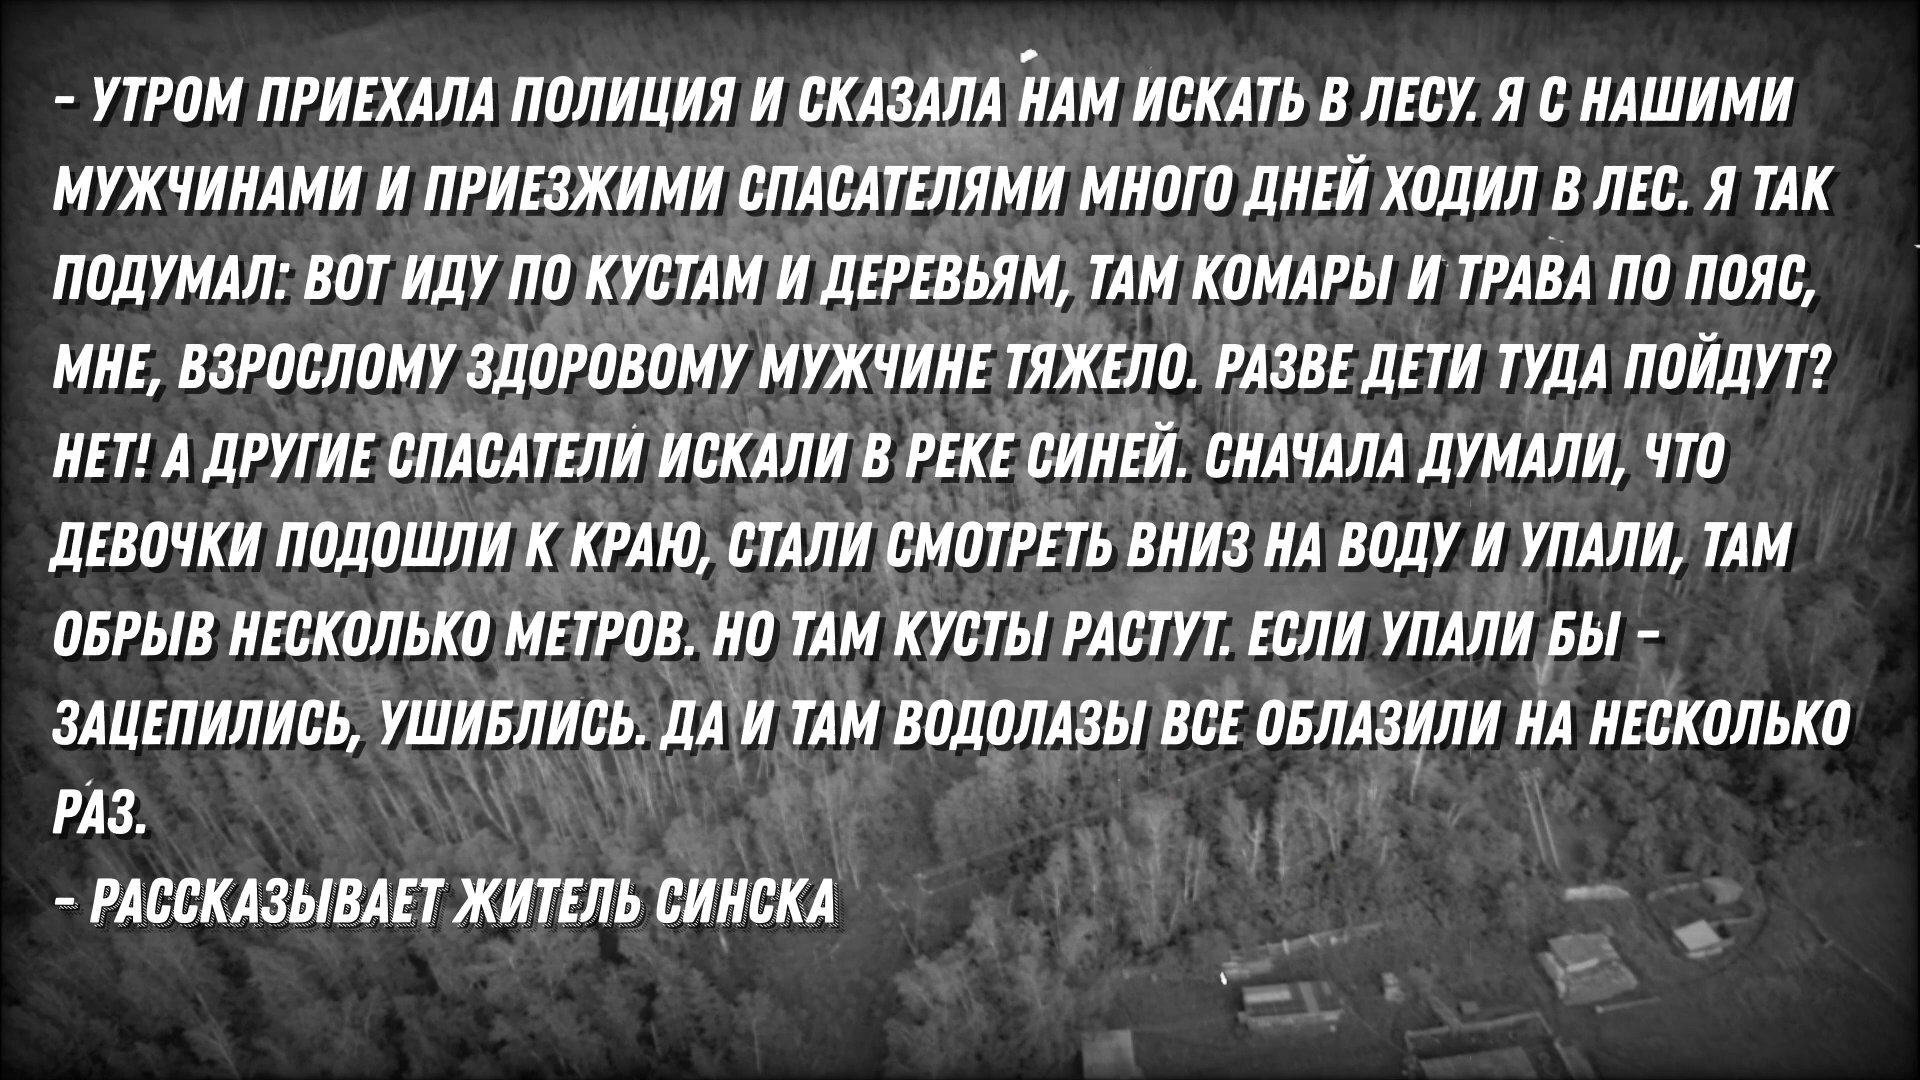 – УТРОМ ПРИЕХАЛА ПОЛИЦИЯ И СКАЗАЛА НАМ ИСКАТЬ В ЛЕСУ. Я С НАШИМИ
МУЖЧИНАМИ И ПРИЕЗЖИМИ СПАСАТЕЛЯМИ МНОГО ДНЕЙ ХОДИЛ В ЛЕС. Я ТАК
ПОДУМАЛ: ВОТ ИДУ ПО КУСТАМ И ДЕРЕВЬЯМ, ТАМ КОМАРЫ И ТРАВА ПО ПОЯС,
МНЕ, ВЗРОСЛОМУ ЗДОРОВОМУ МУЖЧИНЕ ТЯЖЕЛО. РАЗВЕ ДЕТИ ТУДА ПОЙДУТ?
НЕТ! А ДРУГИЕ СПАСАТЕЛИ ИСКАЛИ В РЕКЕ СИНЕЙ. СНАЧАЛА ДУМАЛИ, ЧТО
ДЕВОЧКИ ПОДОШЛИ К КРАЮ, СТАЛИ СМОТРЕТЬ ВНИЗ НА ВОДУ И УПАЛИ, ТАМ
ОБРЫВ НЕСКОЛЬКО МЕТРОВ. НО ТАМ КУСТЫ РАСТУТ. ЕСЛИ УПАЛИ БЫ –
ЗАЦЕПИЛИСЬ, УШИБЛИСЬ. ДА И ТАМ ВОДОЛАЗЫ ВСЕ ОБЛАЗИЛИ НА НЕСКОЛЬКО
РАЗ.
– РАССКАЗЫВАЕТ ЖИТЕЛЬ СИНСКА